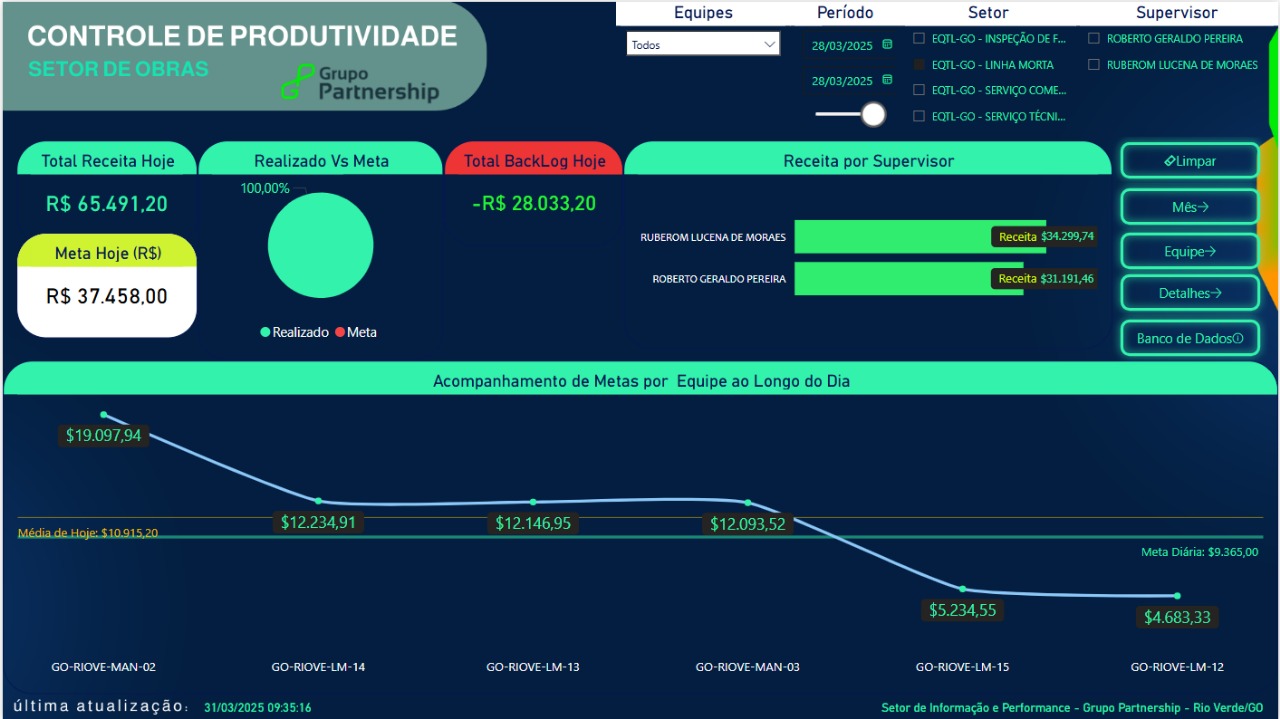 CONTROLE DE PRODUTIVIDADE
SETOR DE OBRAS
Grupo
Partnership
Equipes
Todos
Período
28/03/2025
28/03/2025
Setor
EQTL-GO - INSPEÇÃO DE F...
EQTL-GO - LINHA MORTA
EQTL-GO - SERVIÇO COME...
EQTL-GO - SERVIÇO TÉCNI...
Supervisor
ROBERTO GERALDO PEREIRA
RUBEROM LUCENA DE MORAES
Total Receita Hoje
R$ 65.491,20
Meta Hoje (R$)
R$ 37.458,00
Realizado Vs Meta
100,00%
Realizado Meta
Total BackLog Hoje
-R$ 28.033,20
Receita por Supervisor
RUBEROM LUCENA DE MORAES Receita $34.299,74
ROBERTO GERALDO PEREIRA Receita $31.191,46
Limpar
Mês→
Equipe→
Detalhes→
Banco de Dados
Acompanhamento de Metas por Equipe ao Longo do Dia
$19.097,94
$12.234,91
$12.146,95
$12.093,52
$5.234,55
$4.683,33
Média de Hoje: $10.915,20
Meta Diária: $9.365,00
GO-RIOVE-MAN-02
GO-RIOVE-LM-14
GO-RIOVE-LM-13
GO-RIOVE-MAN-03
GO-RIOVE-LM-15
GO-RIOVE-LM-12
última atualização: 31/03/2025 09:35:16
Setor de Informação e Performance - Grupo Partnership - Rio Verde/GO